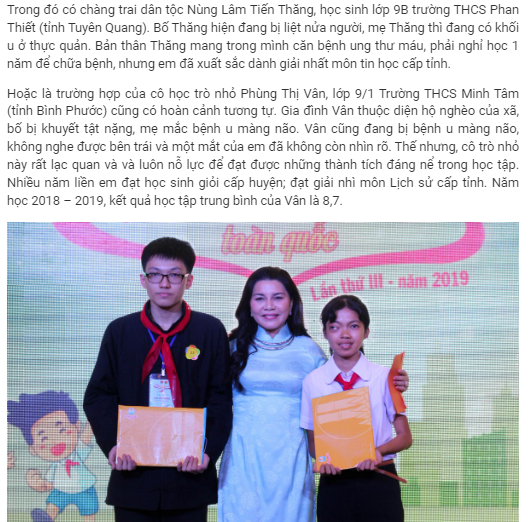 Trong đó có chàng trai dân tộc Nùng Lâm Tiến Thăng, học sinh lớp 9B trường THCS Phan
Thiết (tỉnh Tuyên Quang). Bố Thăng hiện đang bị liệt nửa người, mẹ Thăng thì đang có khối
u ở thực quản. Bản thân Thăng mang trong mình căn bệnh ung thư máu, phải nghỉ học 1
năm để chữa bệnh, nhưng em đã xuất sắc dành giải nhất môn tin học cấp tỉnh.
Hoặc là trường hợp của cô học trò nhỏ Phùng Thị Vân, lớp 9/1 Trường THCS Minh Tâm
(tỉnh Bình Phước) cũng có hoàn cảnh tương tự. Gia đình Vân thuộc diện hộ nghèo của xã,
bố bị khuyết tật nặng, mẹ mắc bệnh u màng não. Vân cũng đang bị bệnh u màng não,
không nghe được bên trái và một mắt của em đã không còn nhìn rõ. Thế nhưng, cô trò nhỏ
này rất lạc quan và và luôn nỗ lực để đạt được những thành tích đáng nể trong học tập.
Nhiều năm liền em đạt học sinh giỏi cấp huyện; đạt giải nhì môn Lịch sử cấp tỉnh. Năm
học 2018 – 2019, kết quả học tập trung bình của Vân là 8,7.
toàn quốc
Lần thứ III - năm 2019